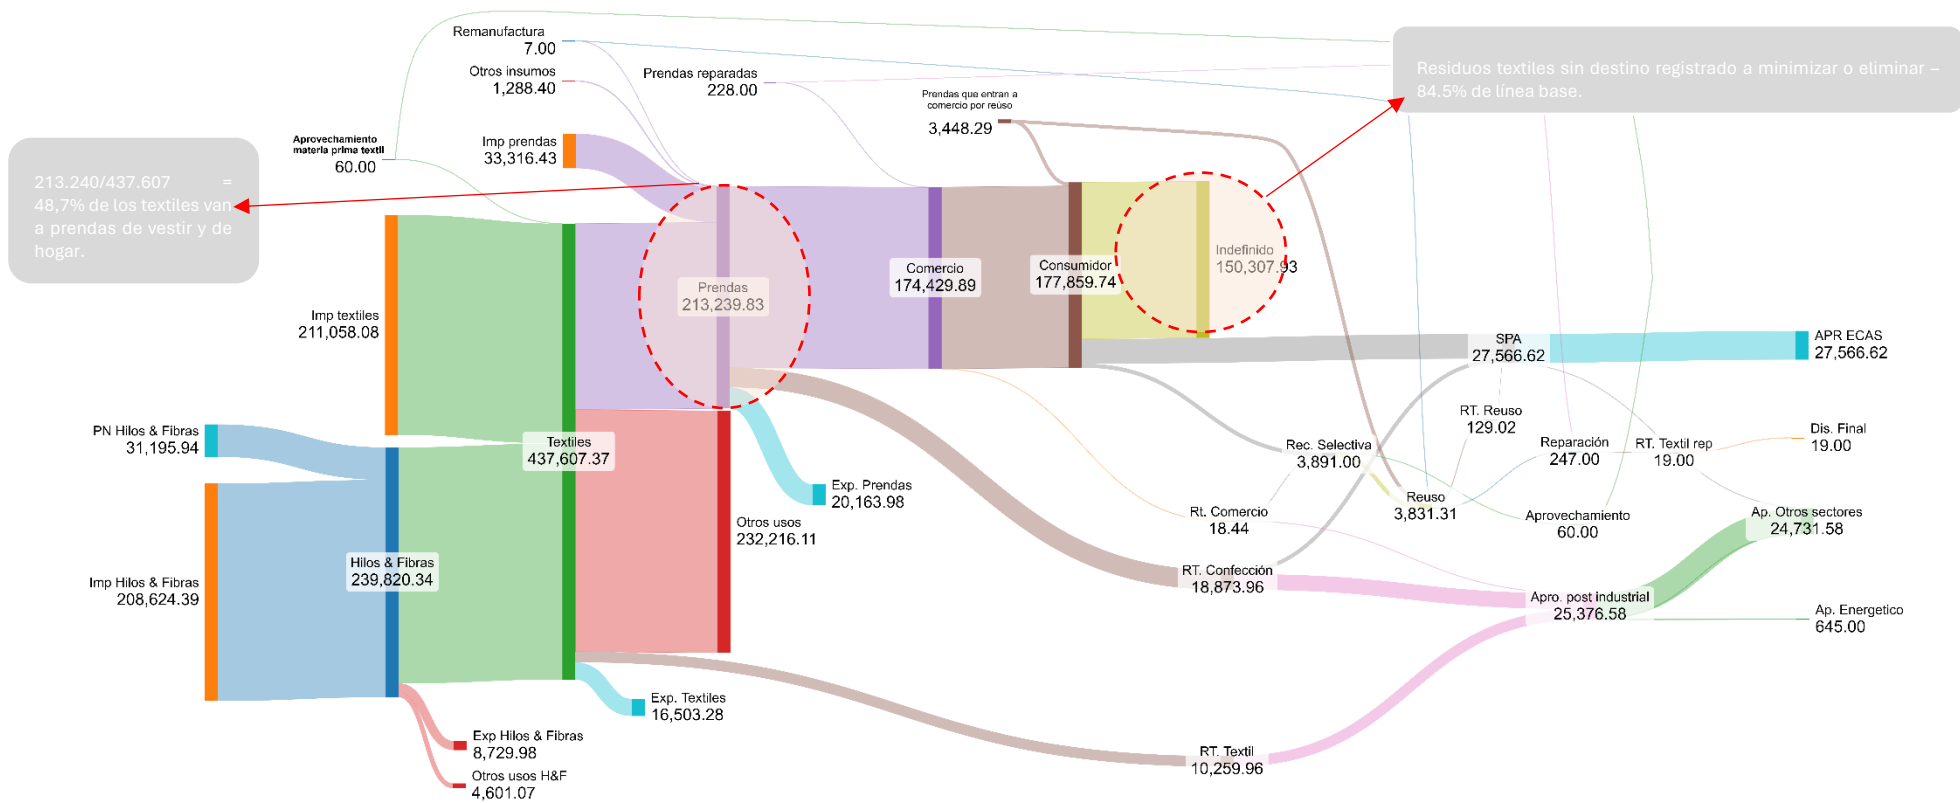 Remanufactura
7.00
Otros insumos
1,288.40
Prendas reparadas
228.00
Prendas que entran a
comercio por reúso
3,448.29
Residuos textiles sin destino registrado a minimizar o eliminar –
84.5% de línea base.
Aprovechamiento
materia prima textil
60.00
Imp prendas
33,316.43
213.240/437.607 =
48,7% de los textiles van
a prendas de vestir y de
hogar.
Imp textiles
211,058.08
Prendas
213,239.83
Comercio
174,429.89
Consumidor
177,859.74
Indefinido
150,307.93
SPA
27,566.62
APR ECAS
27,566.62
PN Hilos & Fibras
31,195.94
Textiles
437,607.37
RT. Reuso
129.02
Rec. Selectiva
3,891.00
Reparación
247.00
RT. Textil rep
19.00
Dis. Final
19.00
Exp. Prendas
20,163.98
Otros usos
232,216.11
Rt. Comercio
18.44
Reuso
3,831.31
Aprovechamiento
60.00
Ap. Otros sectores
24,731.58
Hilos & Fibras
239,820.34
Imp Hilos & Fibras
208,624.39
RT. Confección
18,873.96
Apro. post industrial
25,376.58
Ap. Energetico
645.00
Exp. Textiles
16,503.28
Exp Hilos & Fibras
8,729.98
Otros usos H&F
4,601.07
RT. Textil
10,259.96